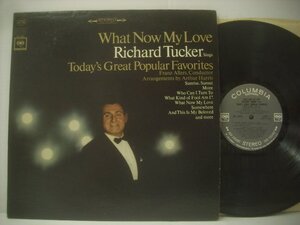 STEREO
What Now My Love
Richard Tucker Sings
Today's Great Popular Favorites
Franz Allers, Conductor
Arrangements by Arthur Harris
Sunrise, Sunset
More
Who Can I Turn To
What Kind of Fool Am I?
What Now My Love
Somewhere
And This Is My Beloved
and more
COLUMBIA
STEREO